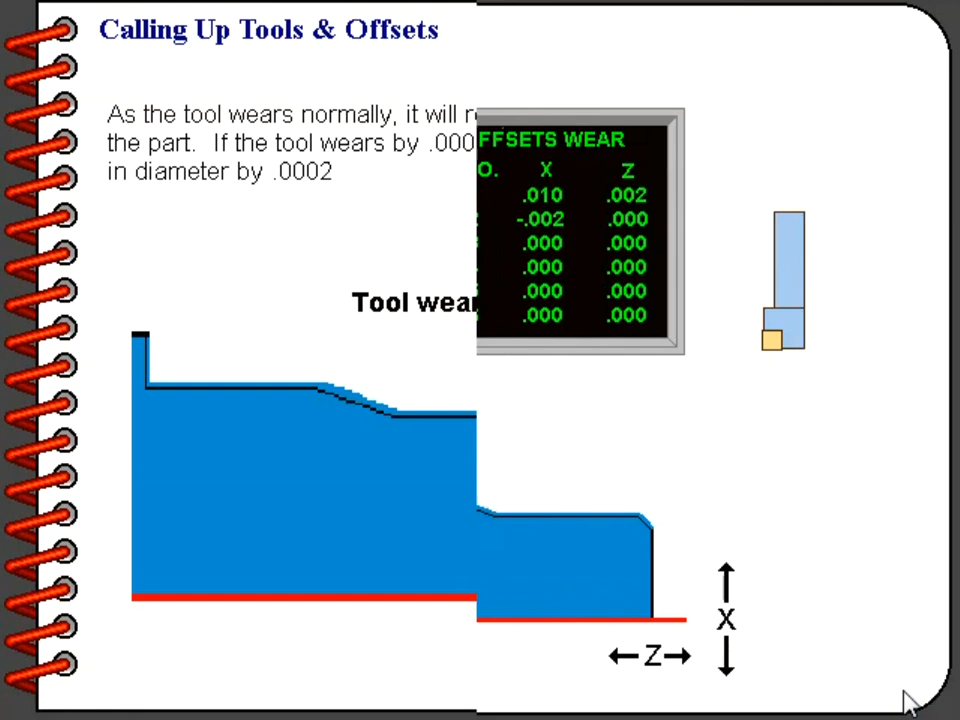 Calling Up Tools & Offsets
As the tool wears normally, it will
the part. If the tool wears by .000
in diameter by .0002
FFSETS WEAR
O. X Z
.010 .002
-.002 .000
.000 .000
.000 .000
.000 .000
.000 .000
Tool wear
X
Z